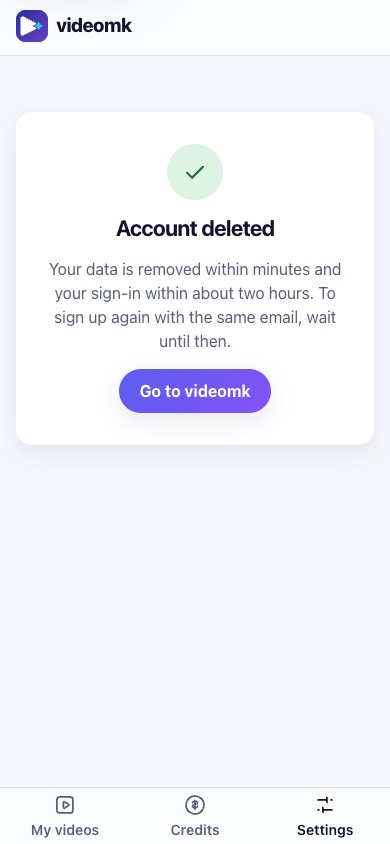 videomk
Account deleted
Your data is removed within minutes and
your sign-in within about two hours. To
sign up again with the same email, wait
until then.
Go to videomk
My videos
Credits
Settings